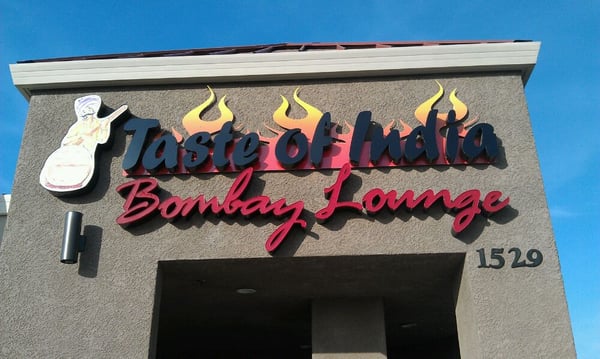 Taste of India
Bombay Lounge
1529